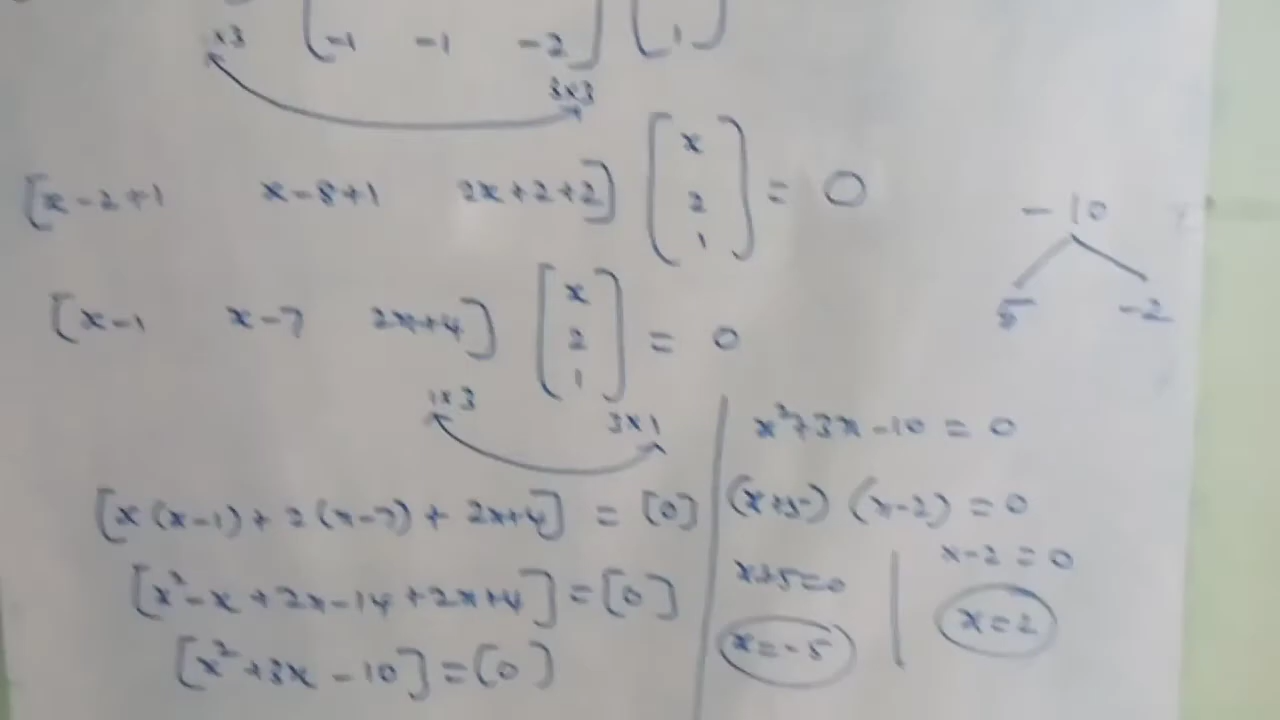 ×3 [-1 -1 -2] [1]
3×3
[x-2+1 x-8+1 2x+2+2] [x 2 1] = 0
[x-1 x-7 2x+4] [x 2 1] = 0
1×3 3×1
[x(x-1)+2(x-7)+2x+4] = [0]
[x²-x+2x-14+2x+4] = [0]
[x²+3x-10] = [0]
-10
5 -2
x²+3x-10=0
(x+5) (x-2) = 0
x+5=0
x=-5
x-2=0
x=2